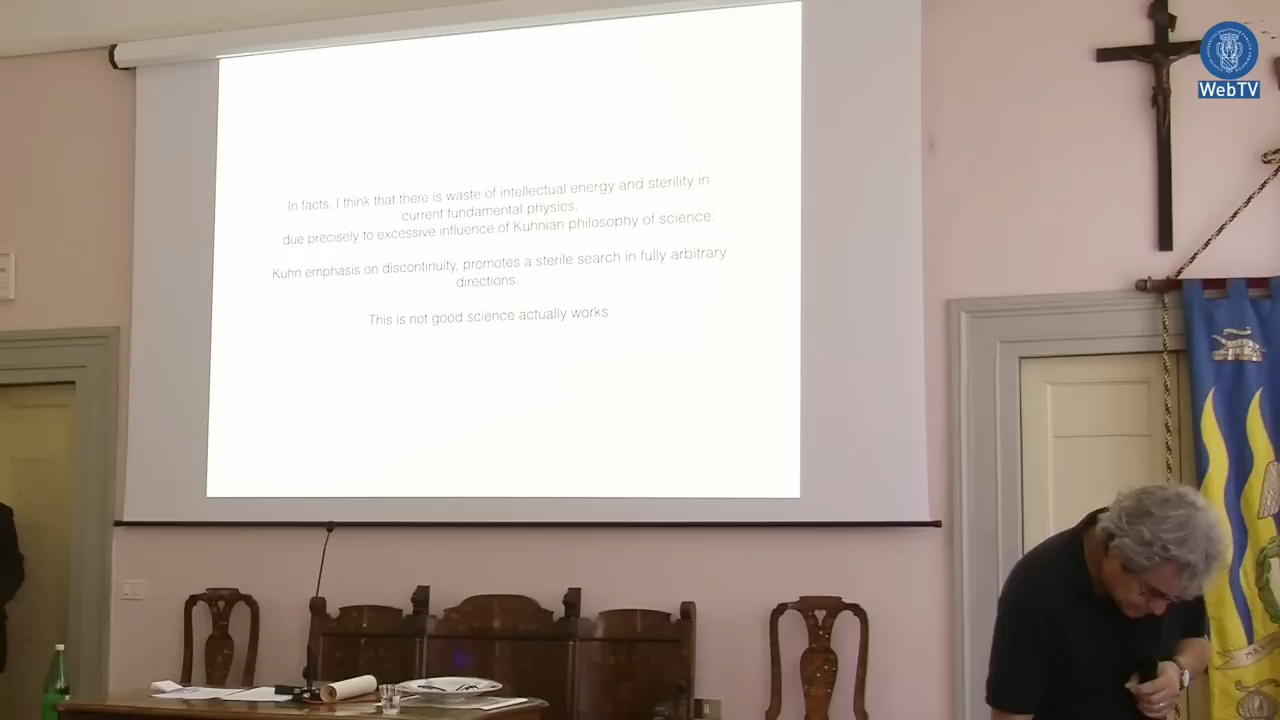 In facts, I think that there is waste of intellectual energy and sterility in
current fundamental physics,
due precisely to excessive influence of Kuhnian philosophy of science:
Kuhn emphasis on discontinuity, promotes a sterile search in fully arbitrary
directions.
This is not good science actually works.
WebTV